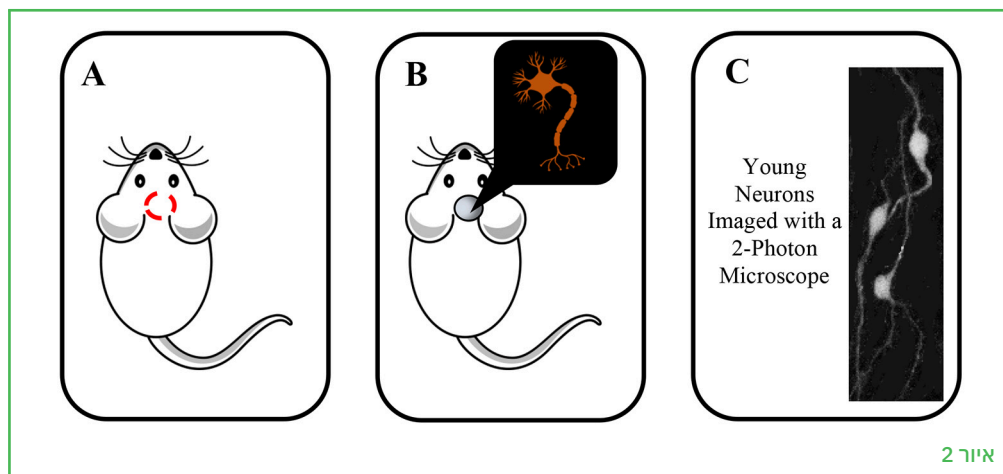 A
B
C
Young
Neurons
Imaged with a
2-Photon
Microscope
איור 2